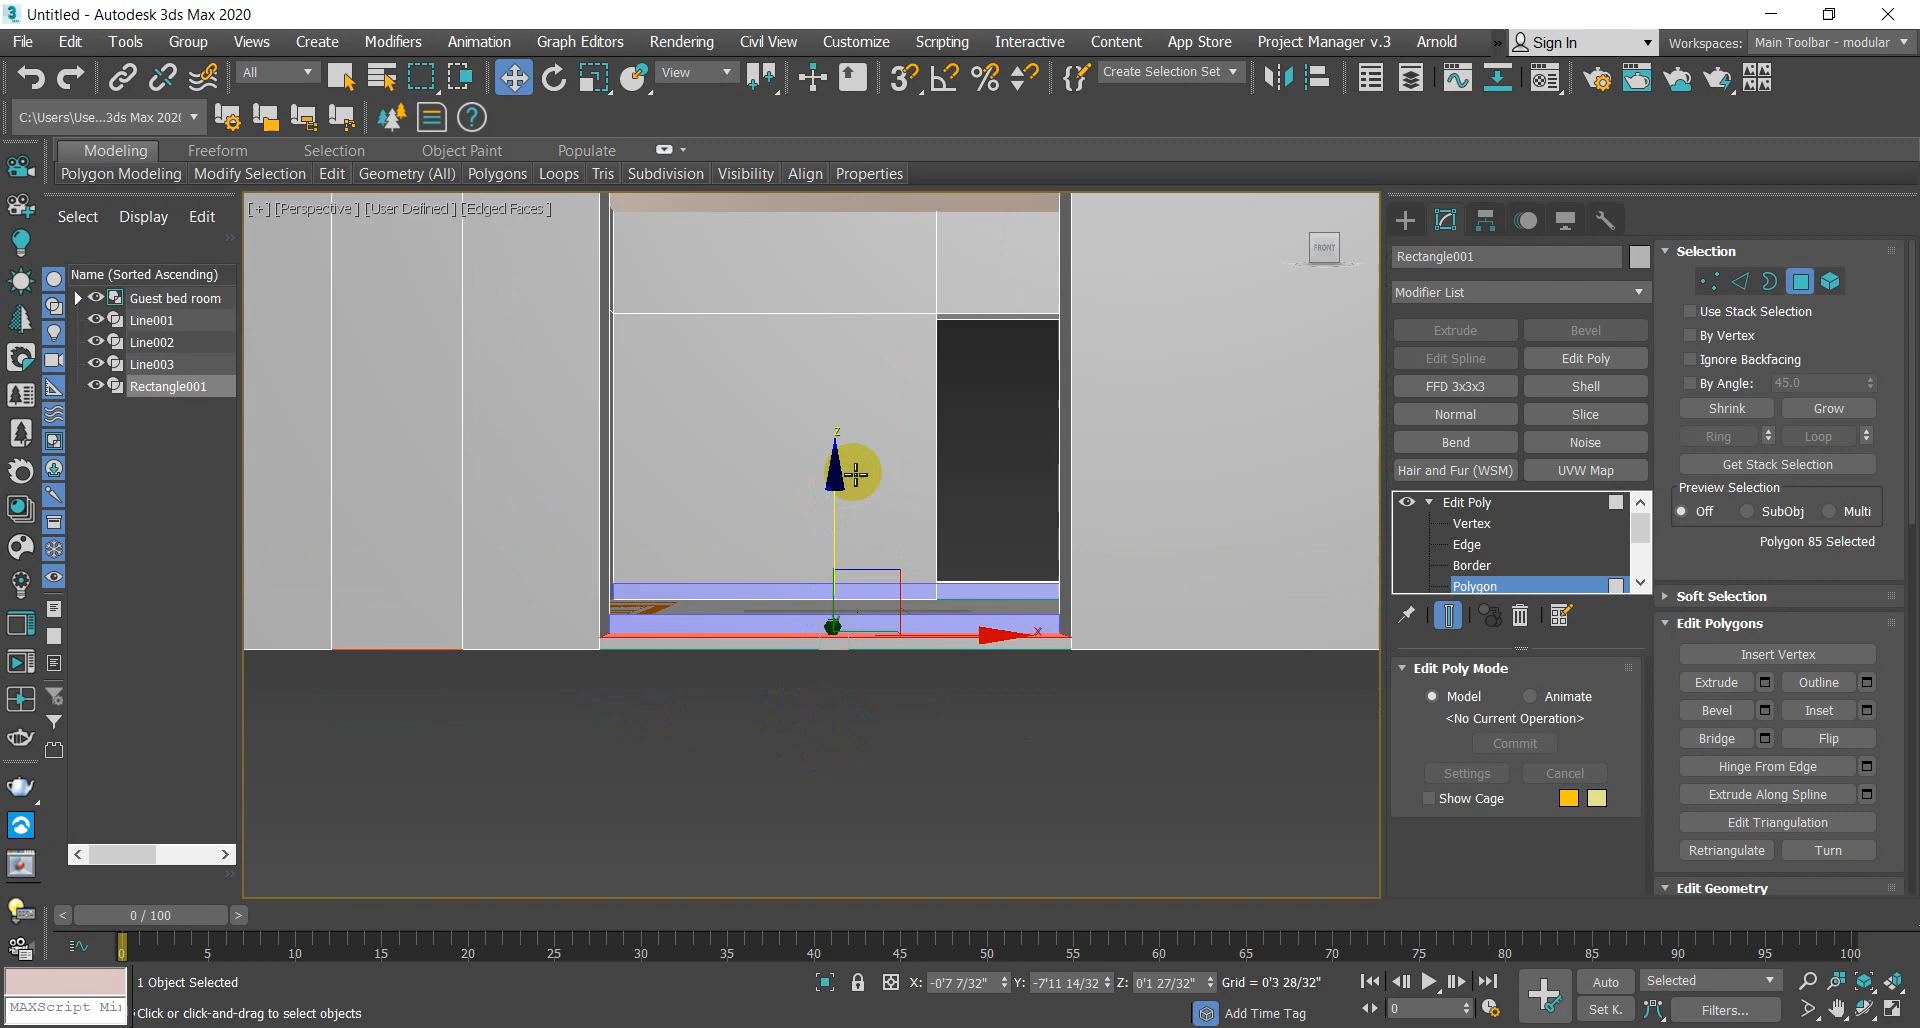 Untitled - Autodesk 3ds Max 2020
File Edit Tools Group Views Create Modifiers Animation Graph Editors Rendering Civil View Customize Scripting Interactive Content App Store Project Manager v.3 Arnold » Sign In Workspaces: Main Toolbar - modular
All View Create Selection Set
C:\Users\Use...3ds Max 202(
Modeling Freeform Selection Object Paint Populate
Polygon Modeling Modify Selection Edit Geometry (All) Polygons Loops Tris Subdivision Visibility Align Properties
Select Display Edit
Name (Sorted Ascending)
Guest bed room
Line001
Line002
Line003
Rectangle001
[ + ] [Perspective ] [User Defined ] [Edged Faces ]
FRONT
z
x
Rectangle001
Modifier List
Extrude Bevel
Edit Spline Edit Poly
FFD 3x3x3 Shell
Normal Slice
Bend Noise
Hair and Fur (WSM) UVW Map
Edit Poly
Vertex
Edge
Border
Polygon
Edit Poly Mode
Model Animate
<No Current Operation>
Commit
Settings Cancel
Show Cage
Selection
Use Stack Selection
By Vertex
Ignore Backfacing
By Angle: 45.0
Shrink Grow
Ring Loop
Get Stack Selection
Preview Selection
Off SubObj Multi
Polygon 85 Selected
Soft Selection
Edit Polygons
Insert Vertex
Extrude Outline
Bevel Inset
Bridge Flip
Hinge From Edge
Extrude Along Spline
Edit Triangulation
Retriangulate Turn
Edit Geometry
< 0 / 100 >
0 5 10 15 20 25 30 35 40 45 50 55 60 65 70 75 80 85 90 95 100
1 Object Selected X: -0'7 7/32" Y: -7'11 14/32 Z: 0'1 27/32" Grid = 0'3 28/32" Auto Selected
MAXScript Mi Click or click-and-drag to select objects Add Time Tag 0 Set K. Filters...